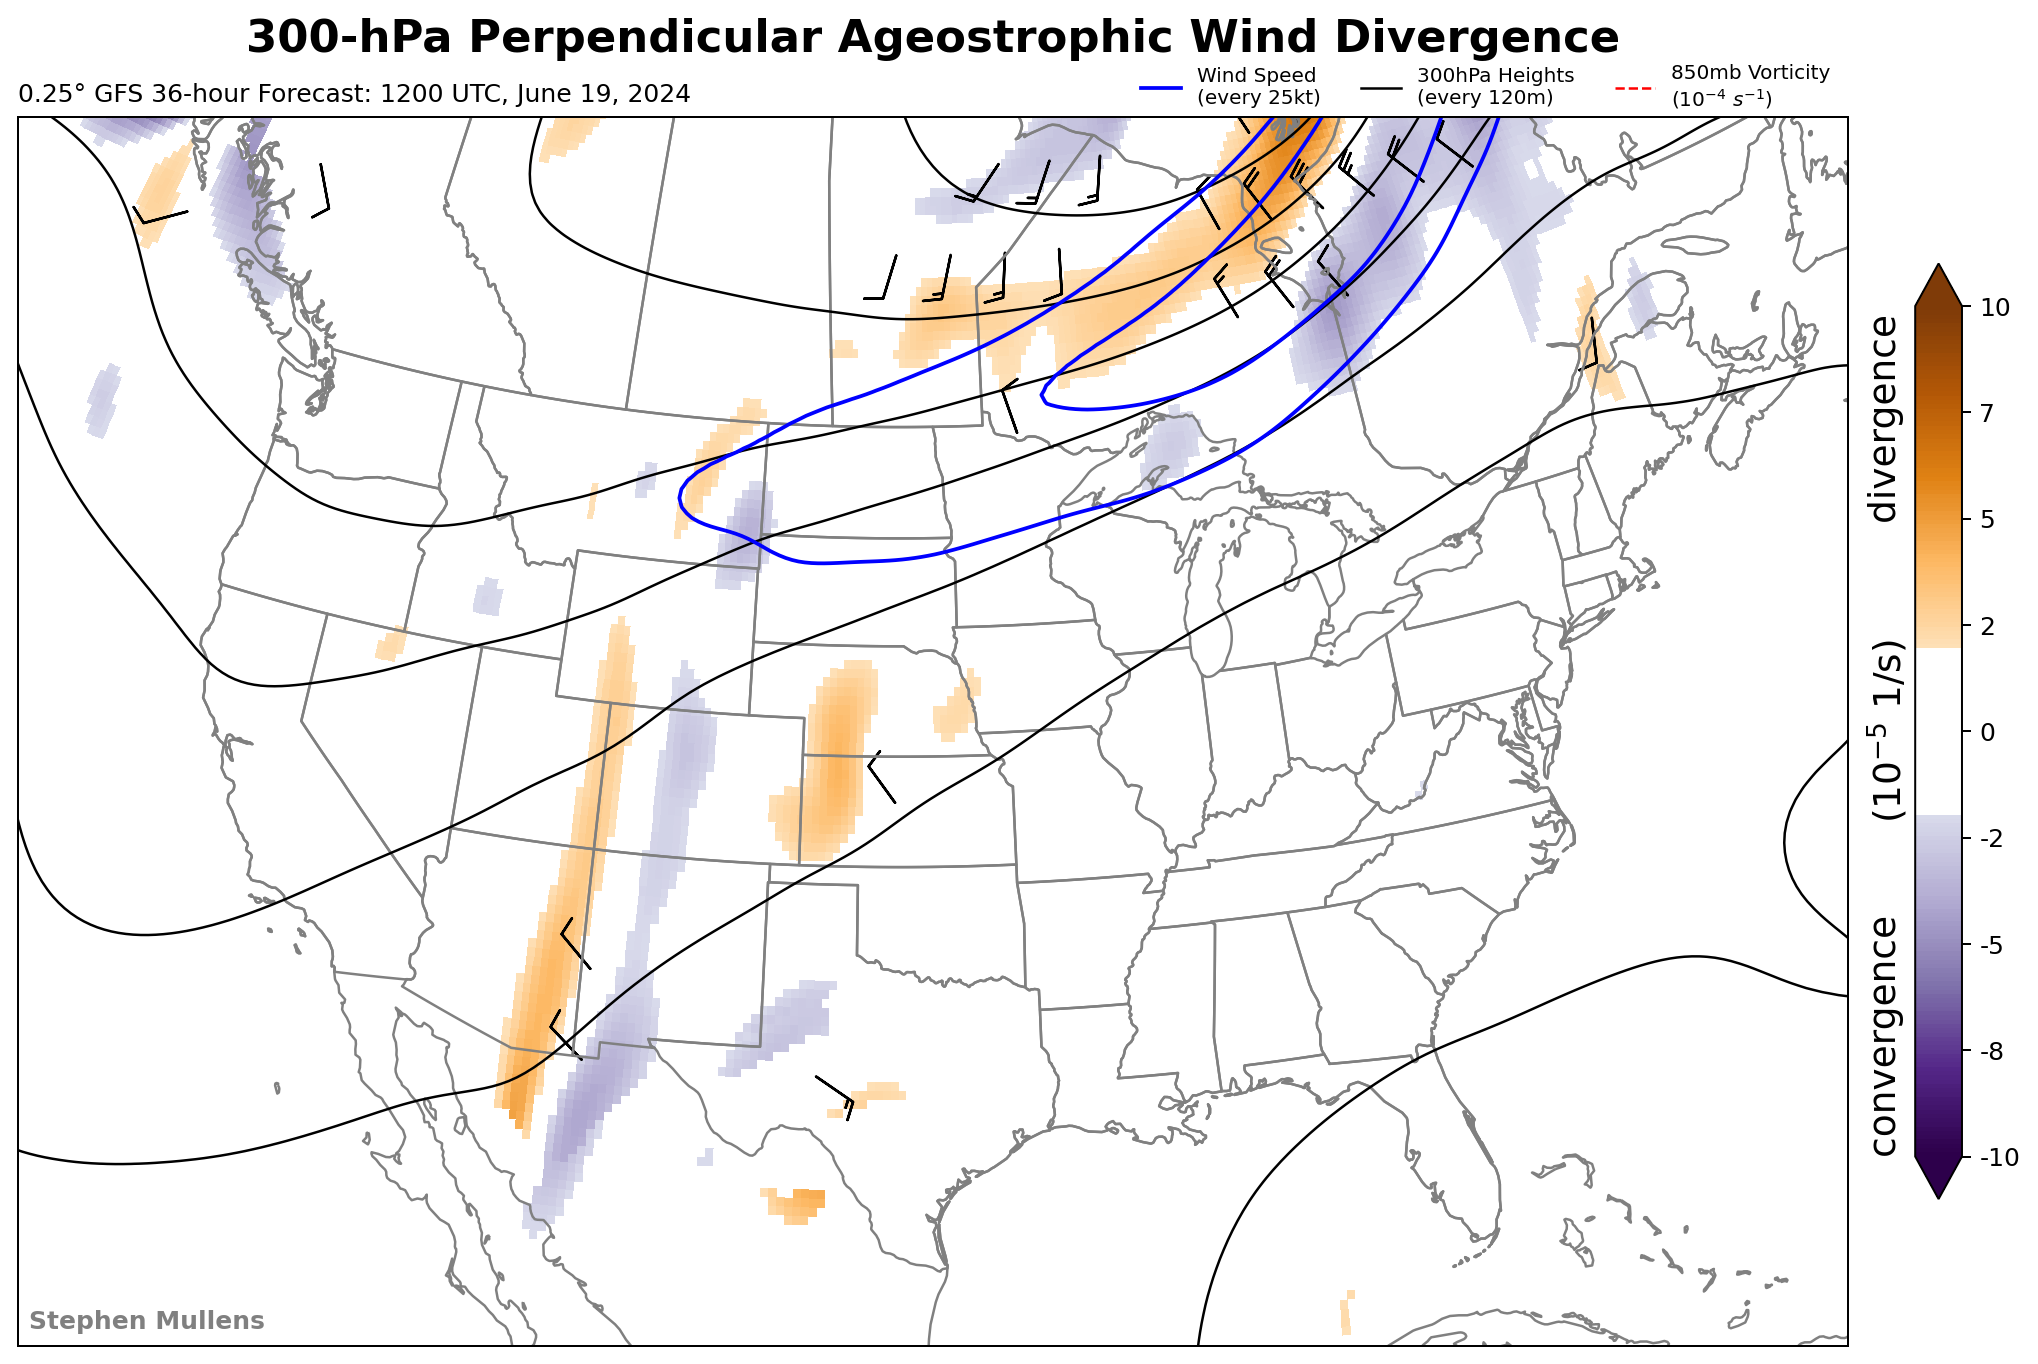 300-hPa Perpendicular Ageostrophic Wind Divergence
0.25° GFS 36-hour Forecast: 1200 UTC, June 19, 2024
Wind Speed
(every 25kt)
300hPa Heights
(every 120m)
850mb Vorticity
(10⁻⁴ s⁻¹)
10
7
5
2
0
-2
-5
-8
-10
convergence (10⁻⁵ 1/s) divergence
Stephen Mullens